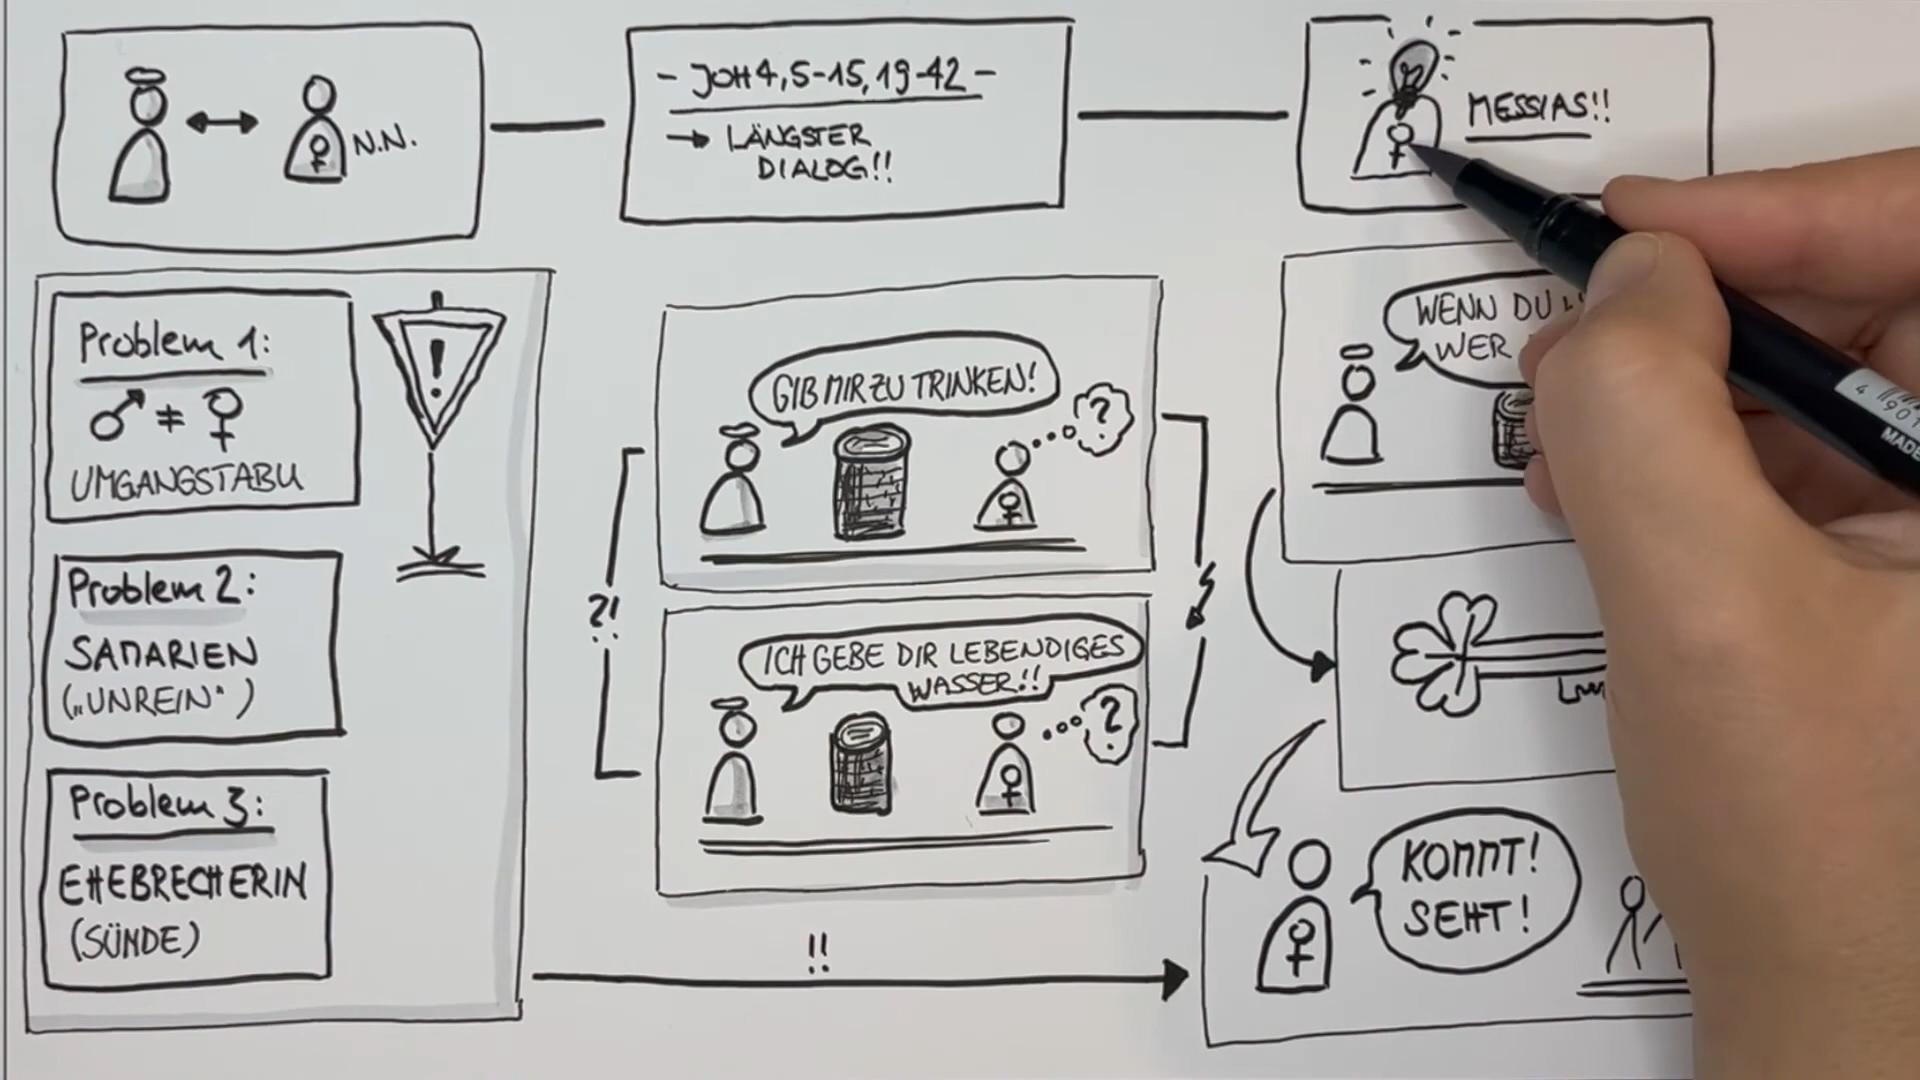 N.N.
- JOH 4, 5-15, 19-42 -
→ LÄNGSTER
DIALOG!!
MESSIAS!!
Problem 1:
♂ ≠ ♀
UMGANGSTABU
!
Problem 2:
SAMARIEN
(„UNREIN“)
Problem 3:
EHEBRECHERIN
(SÜNDE)
GIB MIR ZU TRINKEN!
?
?!
ICH GEBE DIR LEBENDIGES
WASSER!!
?
WENN DU
WER
!!
KOMMT!
SEHT!
MADE